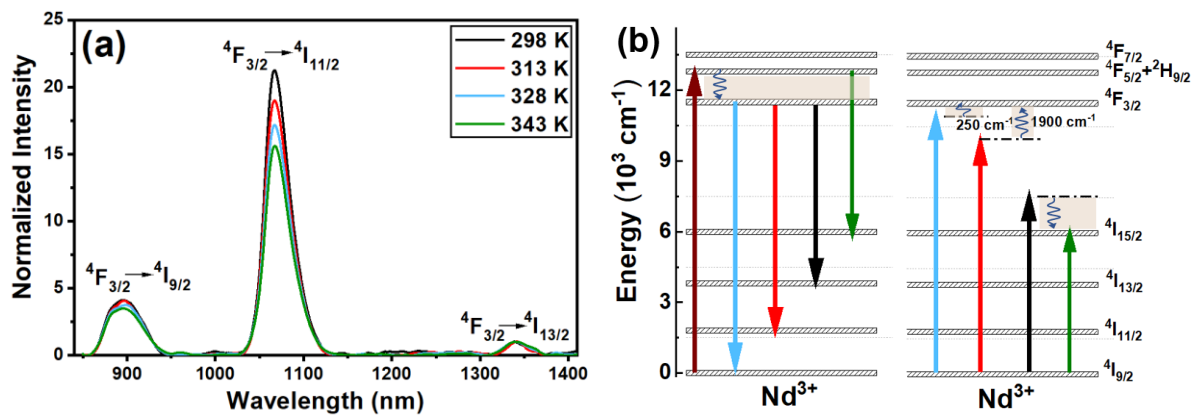 (a)
⁴F₃/₂ → ⁴I₁₁/₂
298 K
313 K
328 K
343 K
⁴F₃/₂ → ⁴I₉/₂
⁴F₃/₂ → ⁴I₁₃/₂
Normalized Intensity
25
20
15
10
5
0
900 1000 1100 1200 1300 1400
Wavelength (nm)
(b)
Energy (10³ cm⁻¹)
12
9
6
3
0
⁴F₇/₂
⁴F₅/₂+²H₉/₂
⁴F₃/₂
250 cm⁻¹
1900 cm⁻¹
⁴I₁₅/₂
⁴I₁₃/₂
⁴I₁₁/₂
⁴I₉/₂
Nd³⁺ Nd³⁺